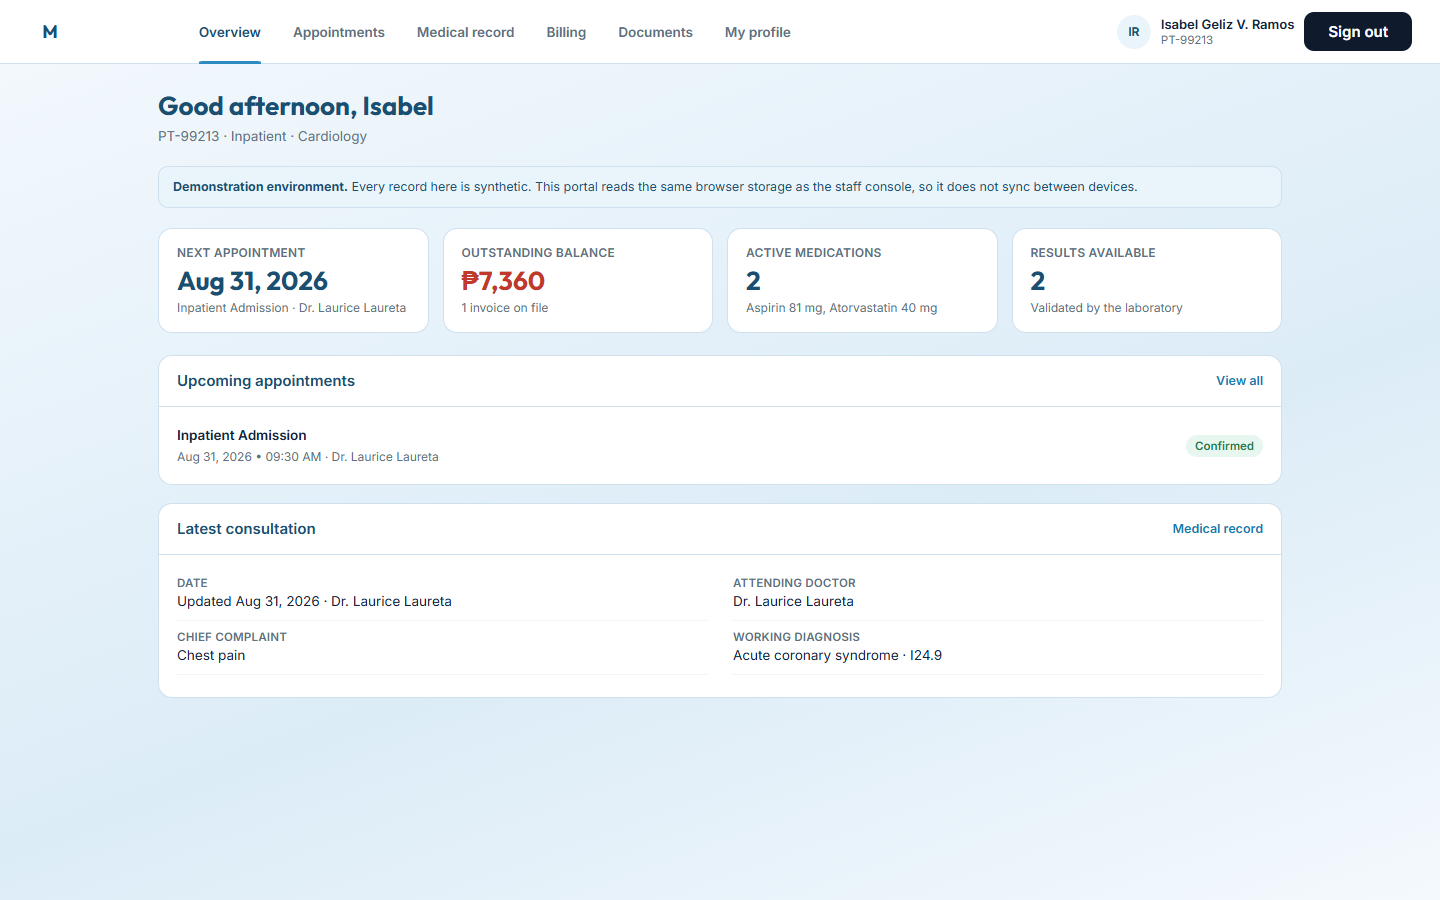 M
Overview
Appointments
Medical record
Billing
Documents
My profile
IR
Isabel Geliz V. Ramos
PT-99213
Sign out
Good afternoon, Isabel
PT-99213 · Inpatient · Cardiology
Demonstration environment. Every record here is synthetic. This portal reads the same browser storage as the staff console, so it does not sync between devices.
NEXT APPOINTMENT
Aug 31, 2026
Inpatient Admission · Dr. Laurice Laureta
OUTSTANDING BALANCE
₱7,360
1 invoice on file
ACTIVE MEDICATIONS
2
Aspirin 81 mg, Atorvastatin 40 mg
RESULTS AVAILABLE
2
Validated by the laboratory
Upcoming appointments
View all
Inpatient Admission
Aug 31, 2026 • 09:30 AM · Dr. Laurice Laureta
Confirmed
Latest consultation
Medical record
DATE
Updated Aug 31, 2026 · Dr. Laurice Laureta
ATTENDING DOCTOR
Dr. Laurice Laureta
CHIEF COMPLAINT
Chest pain
WORKING DIAGNOSIS
Acute coronary syndrome · I24.9